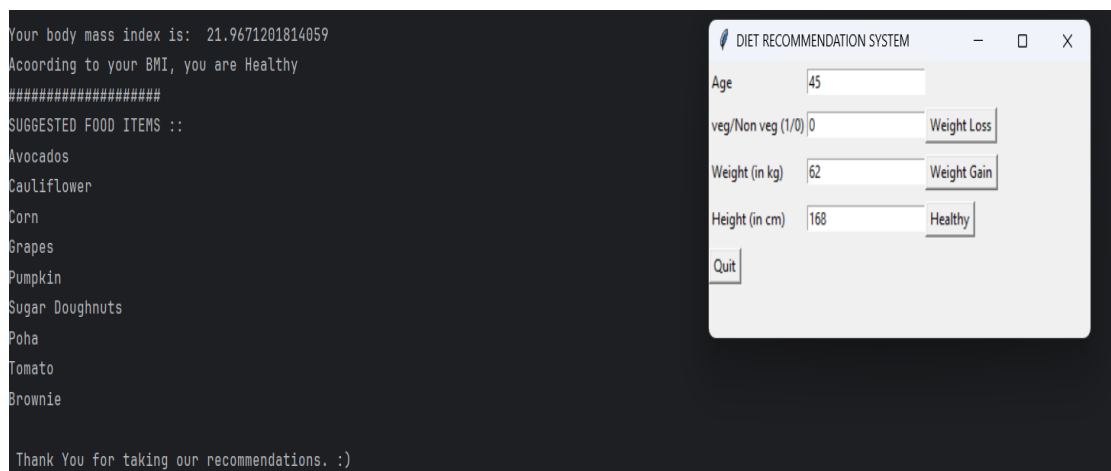 Your body mass index is:  21.9671201814059
Acoording to your BMI, you are Healthy
####################
SUGGESTED FOOD ITEMS ::
Avocados
Cauliflower
Corn
Grapes
Pumpkin
Sugar Doughnuts
Poha
Tomato
Brownie
Thank You for taking our recommendations. :)
DIET RECOMMENDATION SYSTEM
Age 45
veg/Non veg (1/0) 0 Weight Loss
Weight (in kg) 62 Weight Gain
Height (in cm) 168 Healthy
Quit